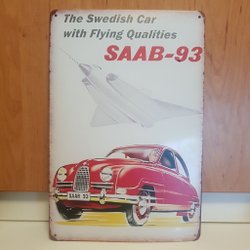 The Swedish Car
with Flying Qualities
SAAB-93
SAAB 93